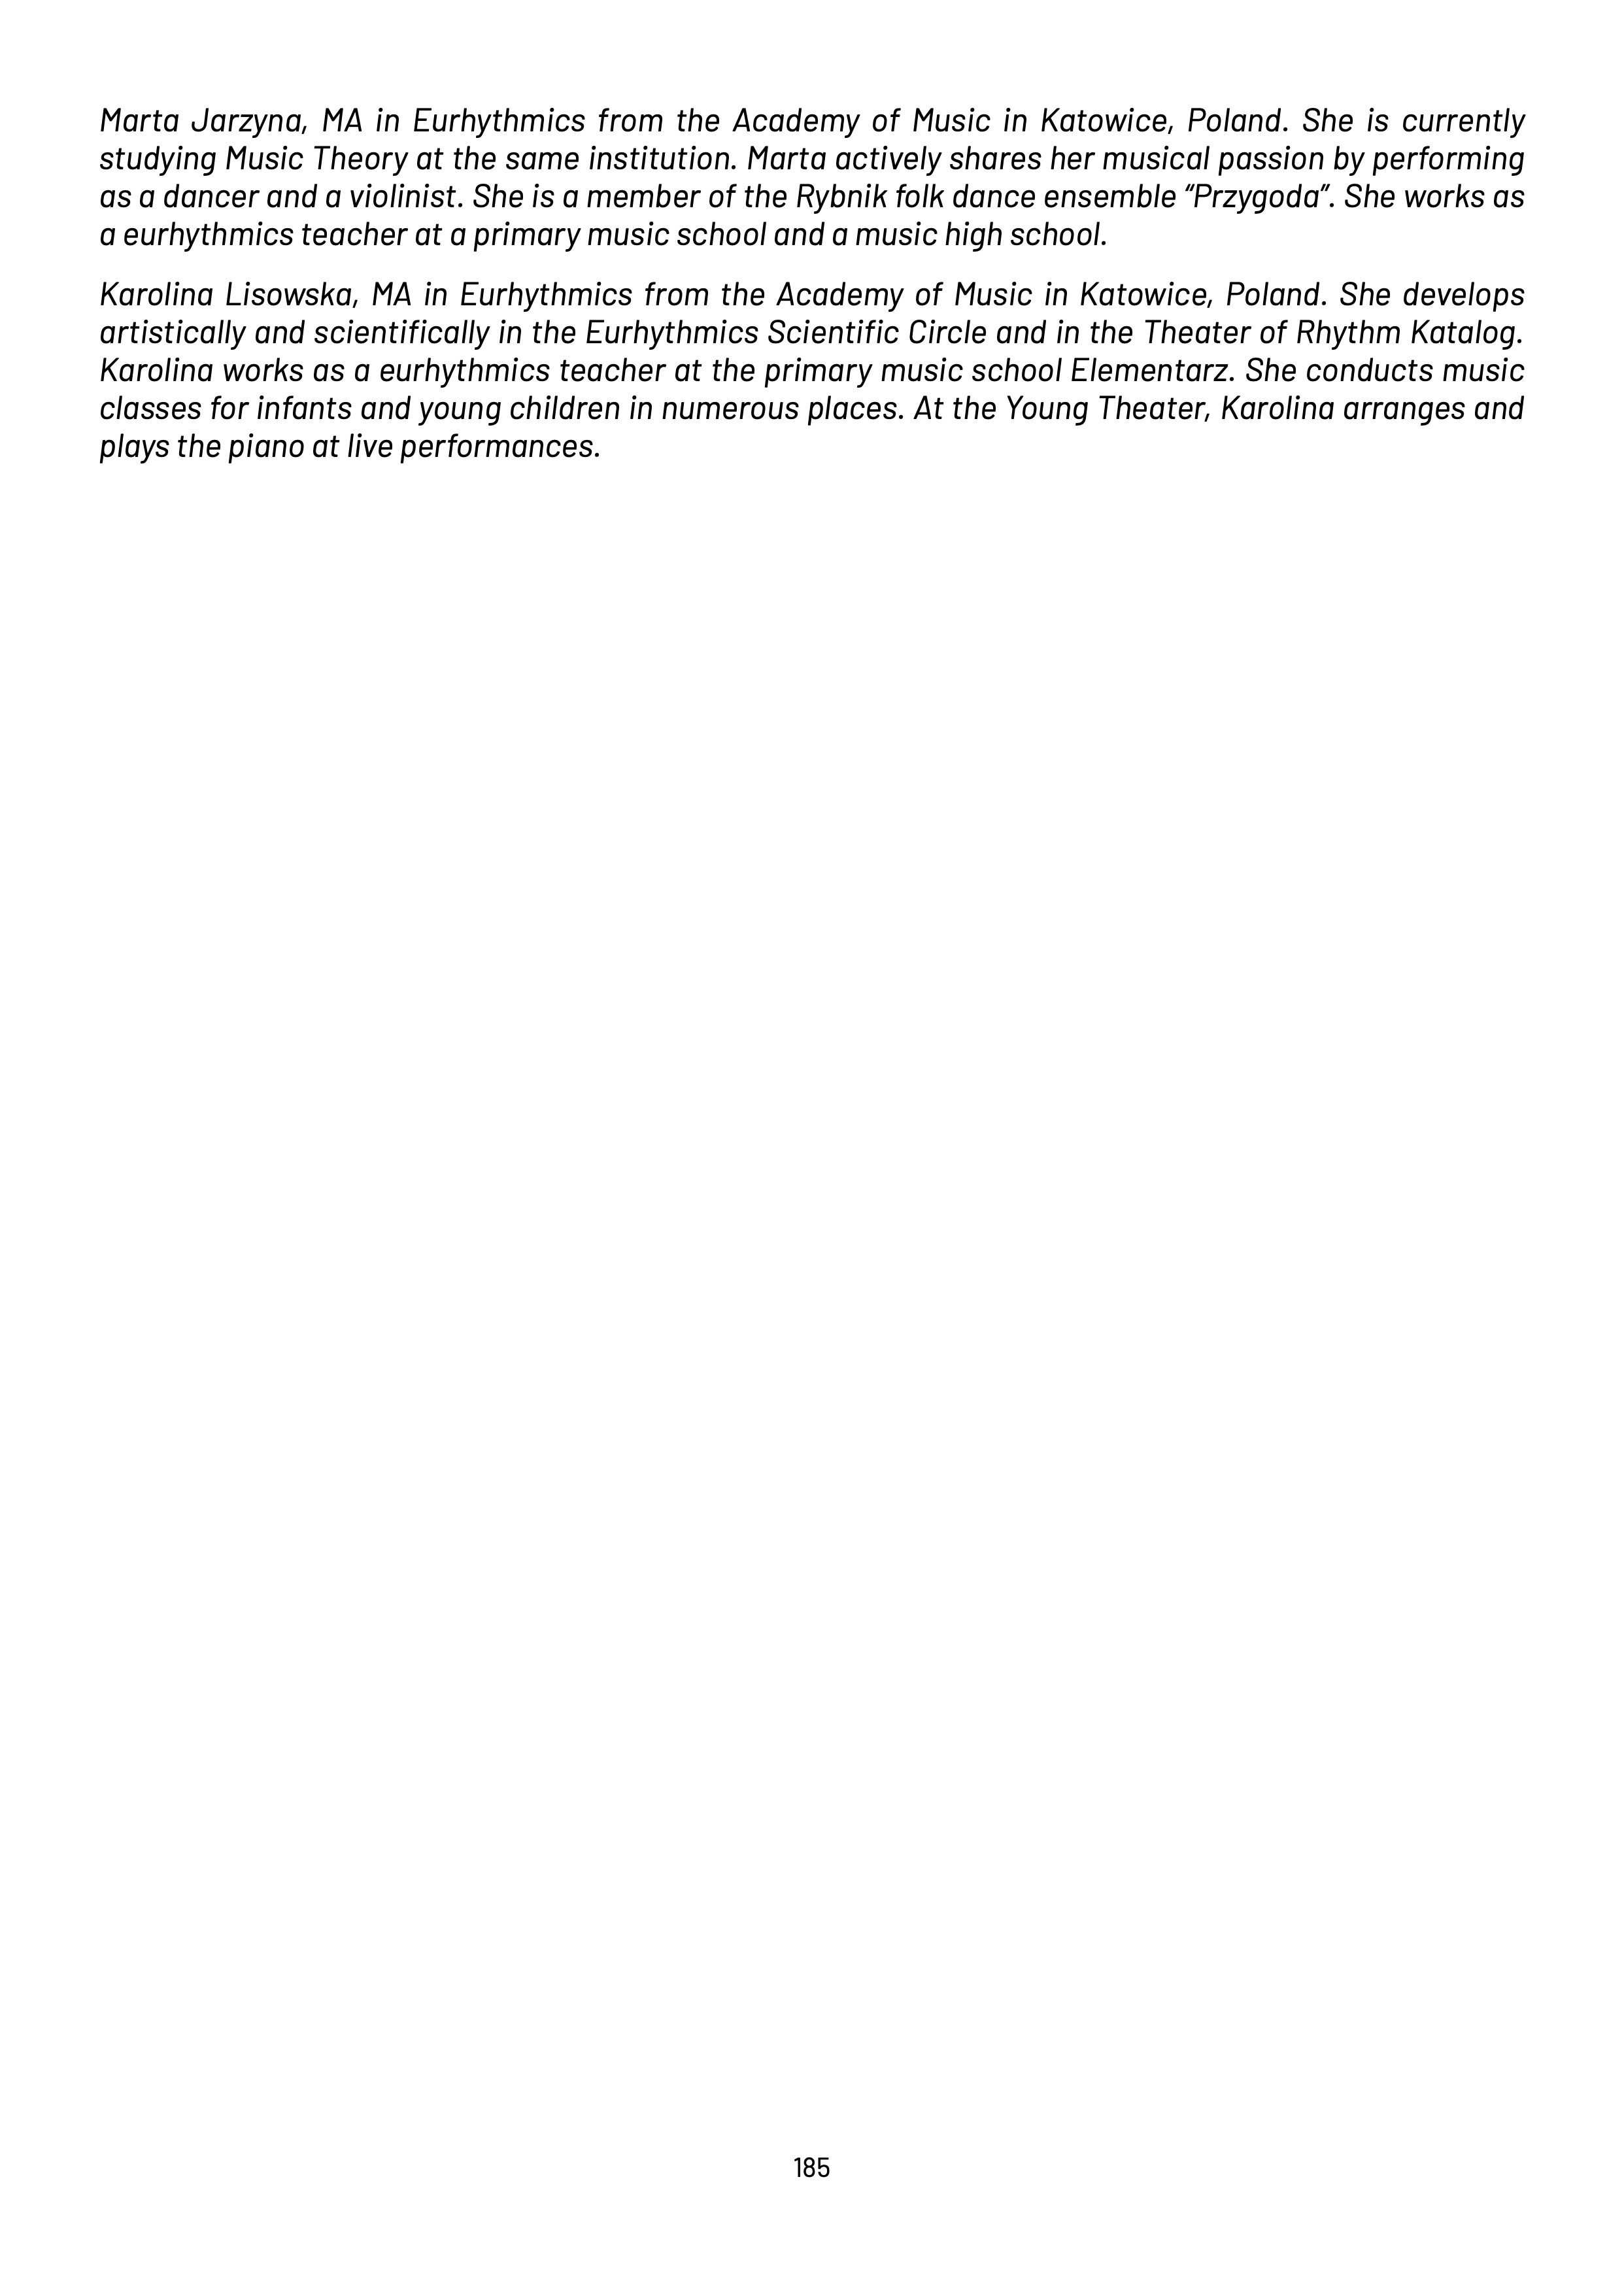 Marta Jarzyna, MA in Eurhythmics from the Academy of Music in Katowice, Poland. She is currently
studying Music Theory at the same institution. Marta actively shares her musical passion by performing
as a dancer and a violinist. She is a member of the Rybnik folk dance ensemble “Przygoda”. She works as
a eurhythmics teacher at a primary music school and a music high school.
Karolina Lisowska, MA in Eurhythmics from the Academy of Music in Katowice, Poland. She develops
artistically and scientifically in the Eurhythmics Scientific Circle and in the Theater of Rhythm Katalog.
Karolina works as a eurhythmics teacher at the primary music school Elementarz. She conducts music
classes for infants and young children in numerous places. At the Young Theater, Karolina arranges and
plays the piano at live performances.
185